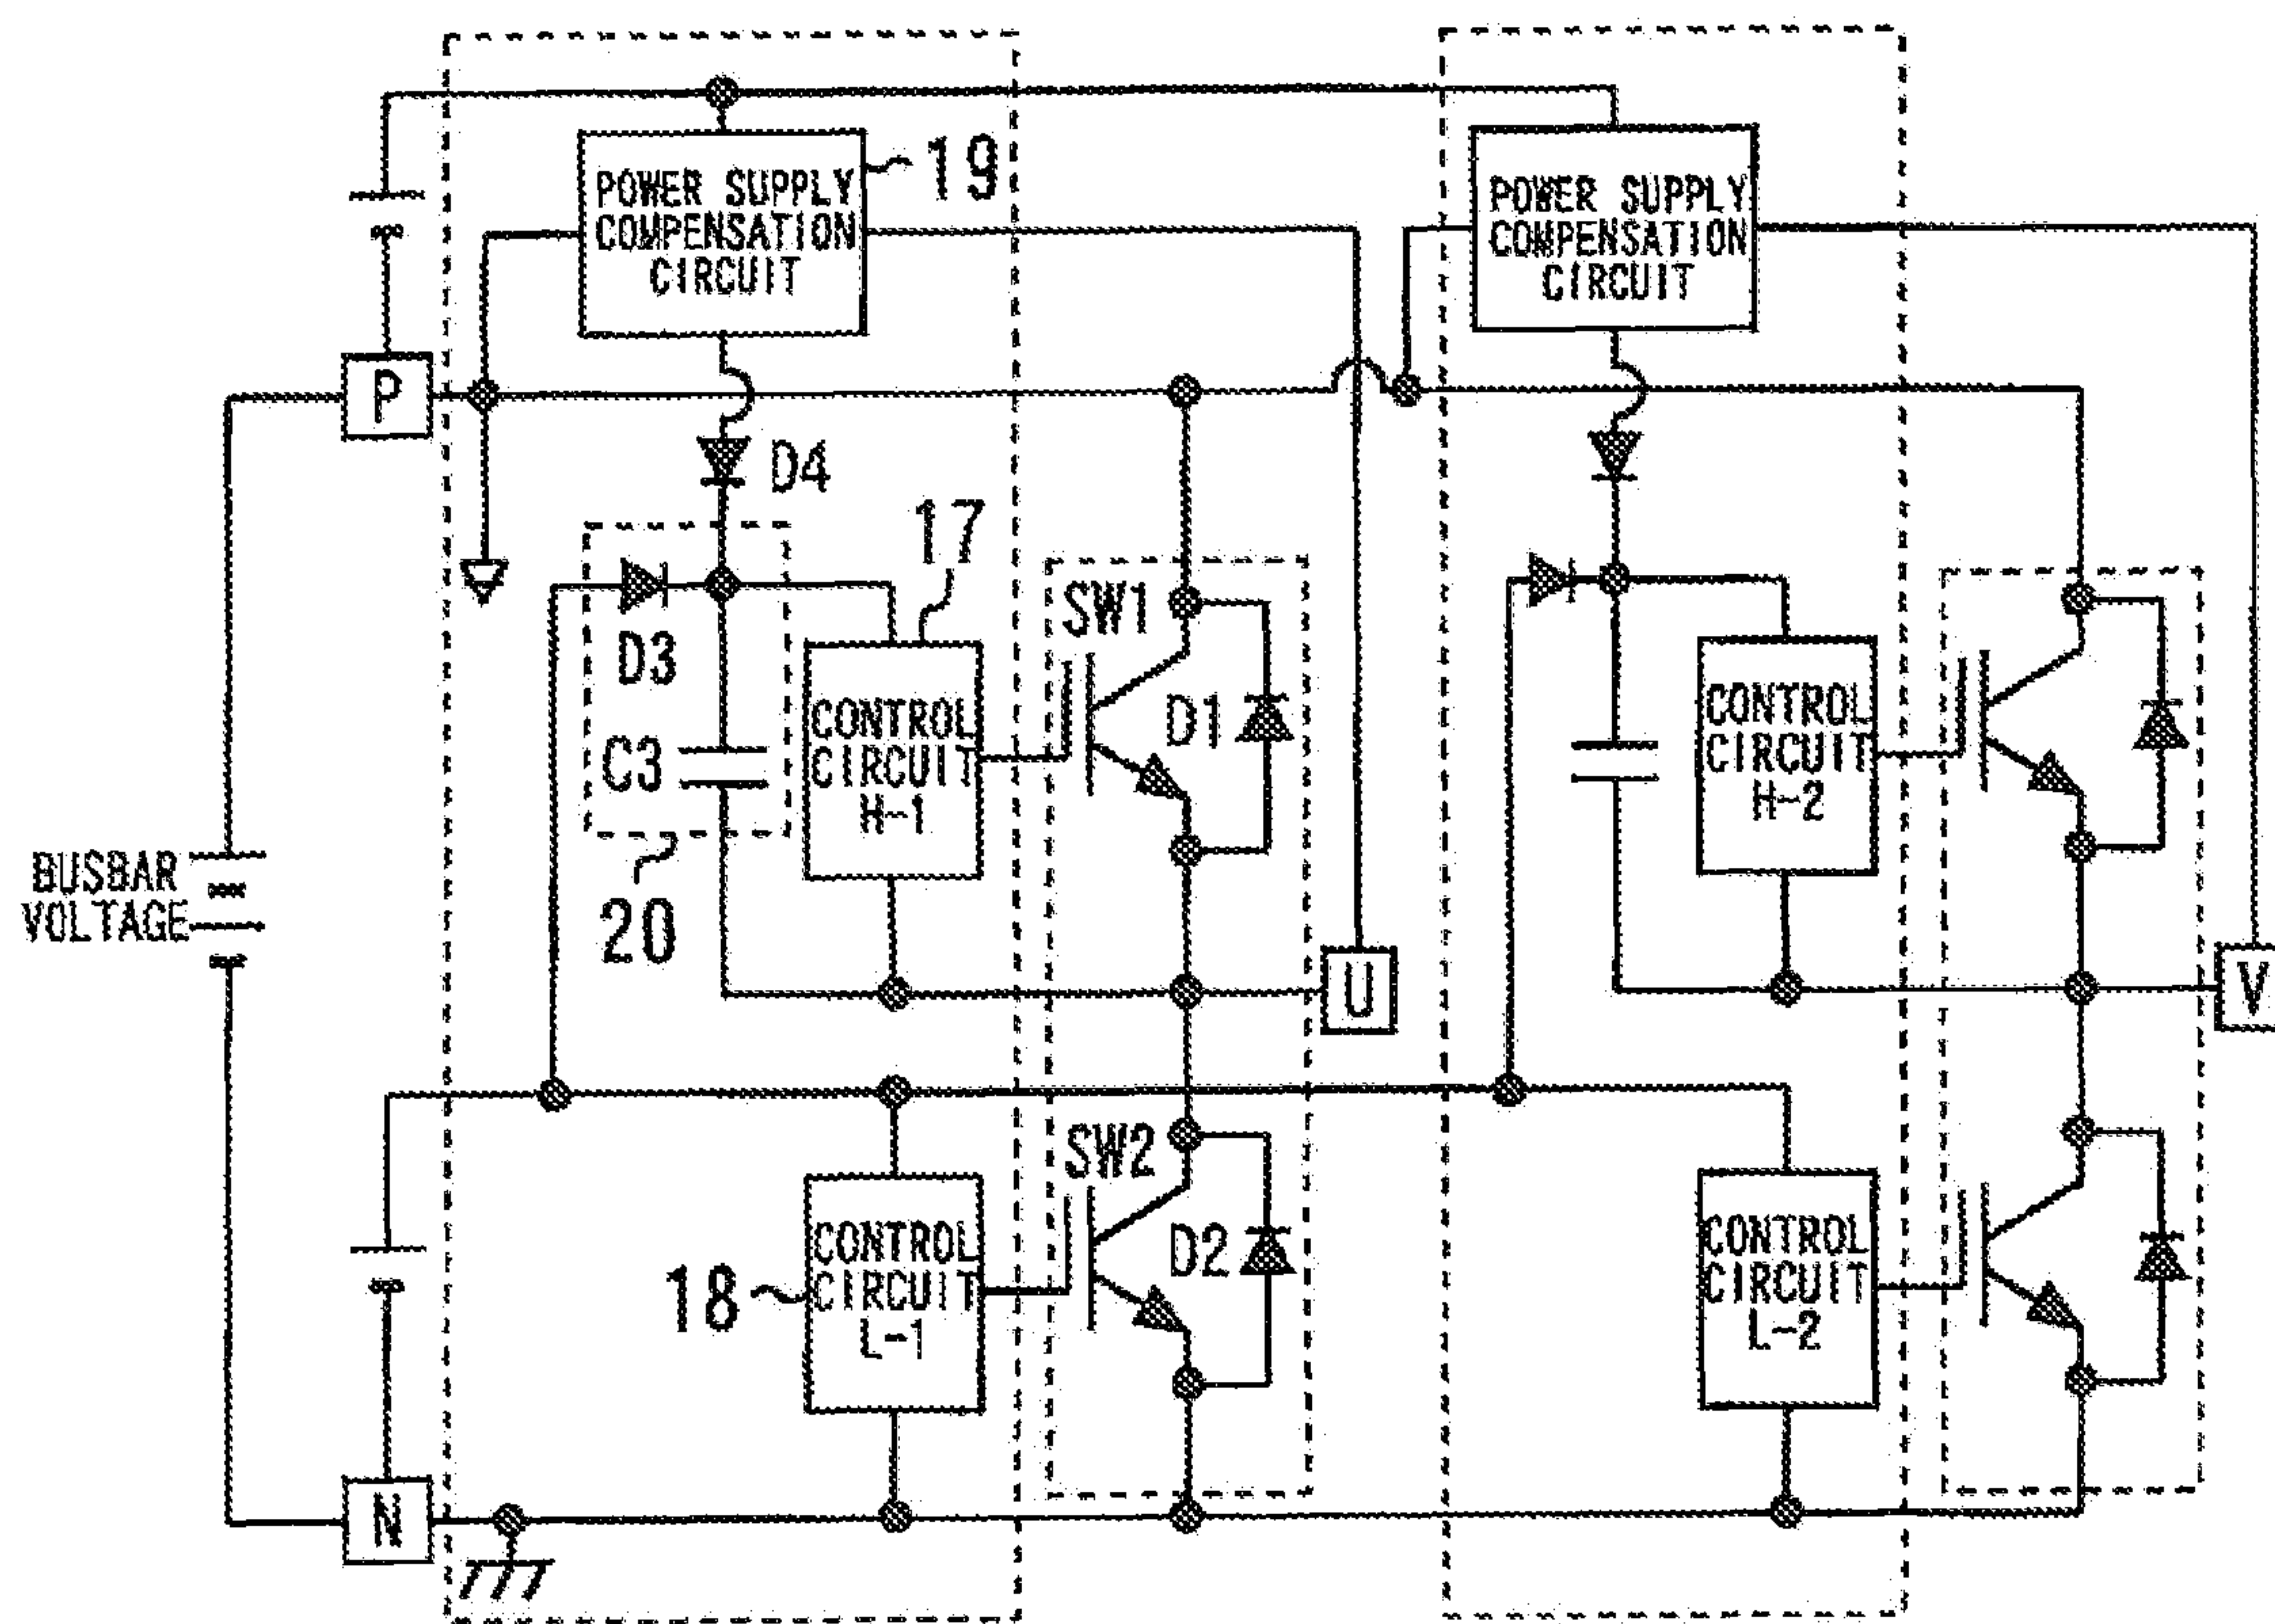 POWER SUPPLY
COMPENSATION
CIRCUIT
19
POWER SUPPLY
COMPENSATION
CIRCUIT
P
D4
17
D3
SW1
C3
CONTROL
CIRCUIT
H-1
D1
CONTROL
CIRCUIT
H-2
BUSBAR
VOLTAGE
20
U
V
SW2
18
CONTROL
CIRCUIT
L-1
D2
CONTROL
CIRCUIT
L-2
N